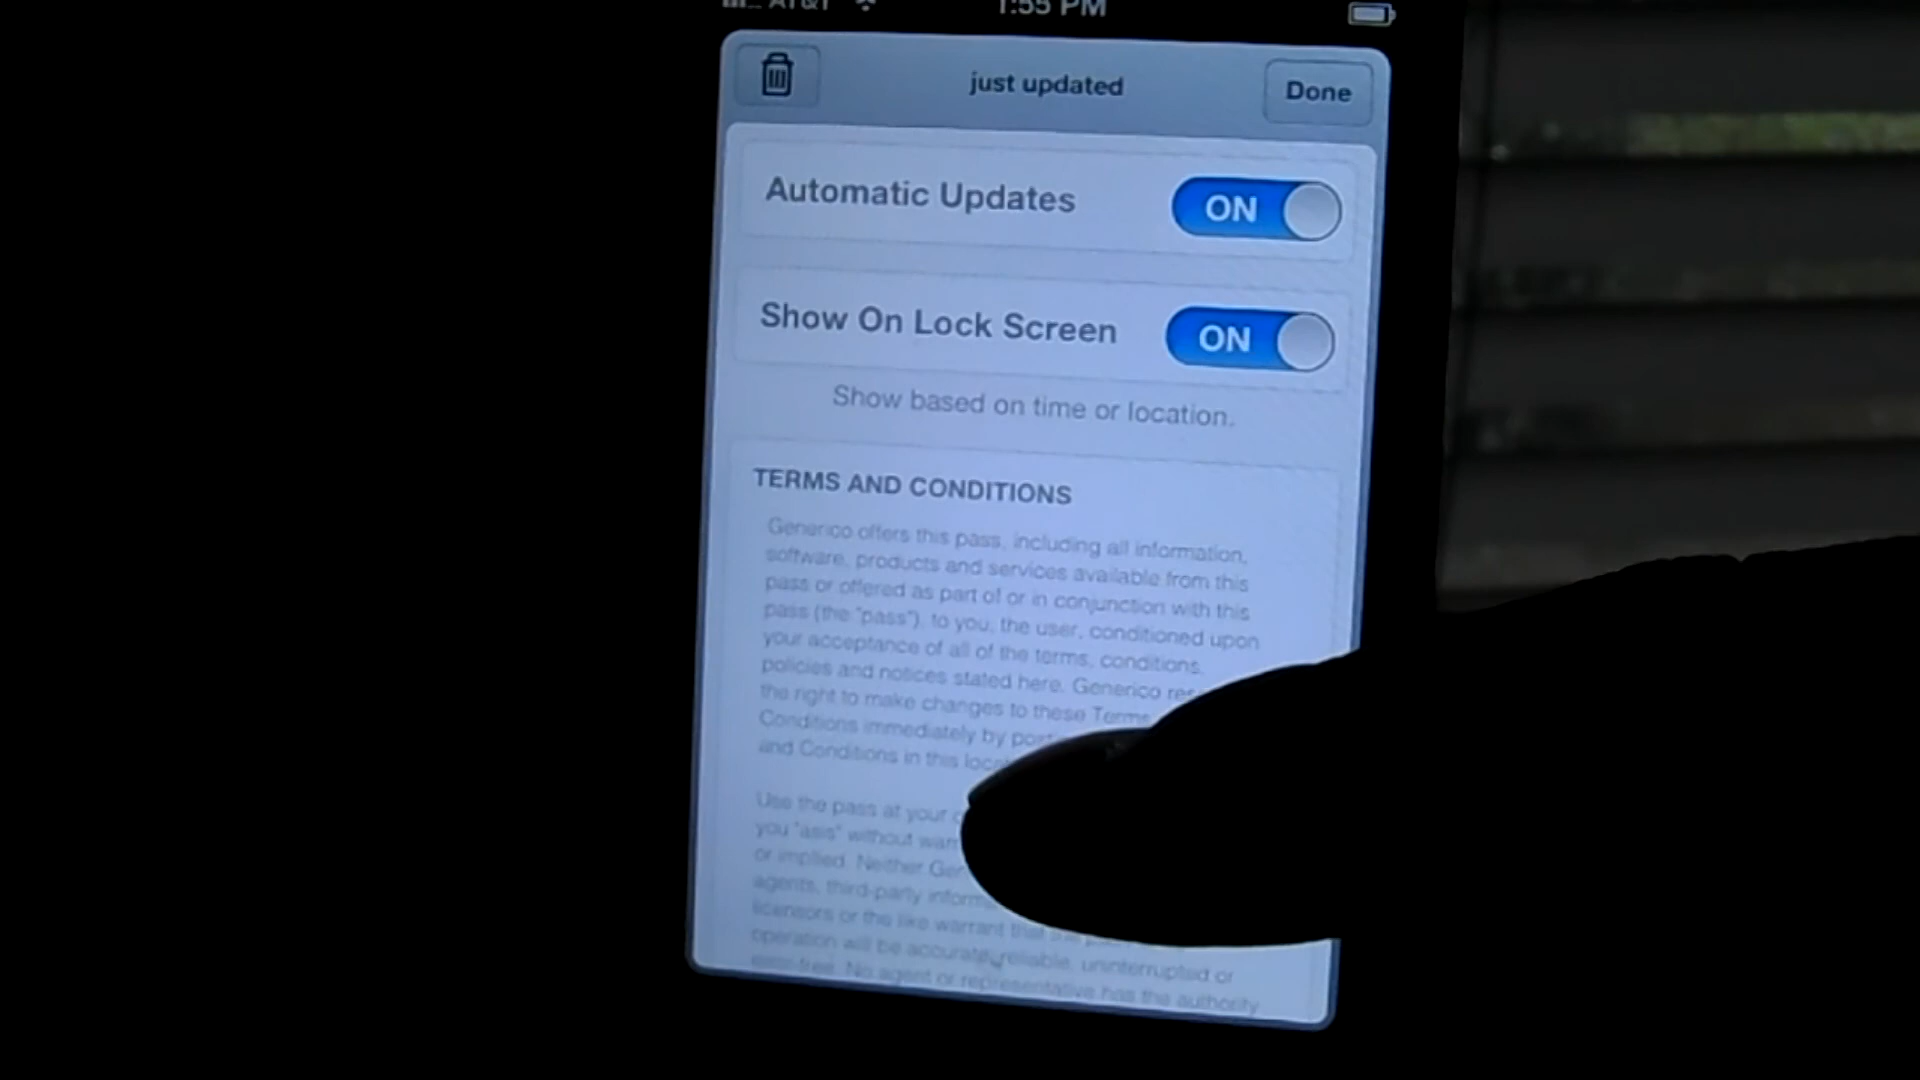 AT&T 1:55 PM
just updated
Done
Automatic Updates ON
Show On Lock Screen ON
Show based on time or location.
TERMS AND CONDITIONS
Generico offers this pass, including all information,
software, products and services available from this
pass or offered as part of or in conjunction with this
pass (the "pass"), to you, the user, conditioned upon
your acceptance of all of the terms, conditions,
policies and notices stated here. Generico
the right to make changes to these Terms
Conditions immediately by
and Conditions in this
Use the pass at your
you "asis" without
or implied. Neither
agents, third-party
licensors or the like warrant that
operation will be accurate, reliable, uninterrupted or
error-free. No agent or representative has the authority